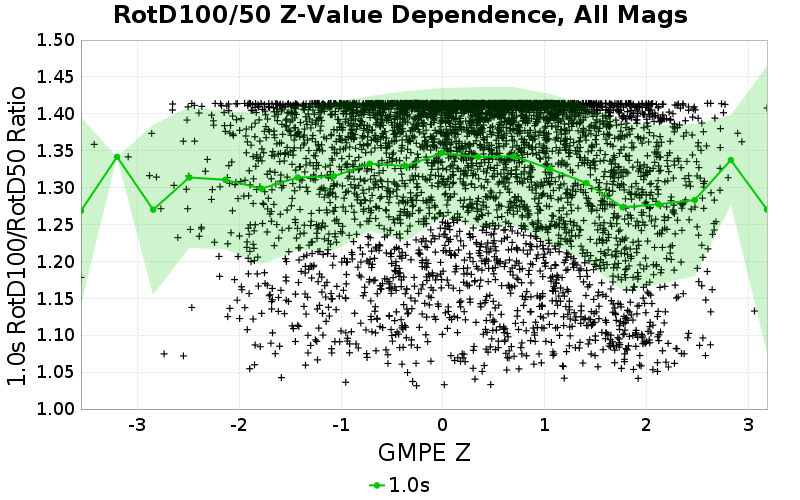 RotD100/50 Z-Value Dependence, All Mags
1.0s RotD100/RotD50 Ratio
1.50
1.45
1.40
1.35
1.30
1.25
1.20
1.15
1.10
1.05
1.00
-3 -2 -1 0 1 2 3
GMPE Z
1.0s